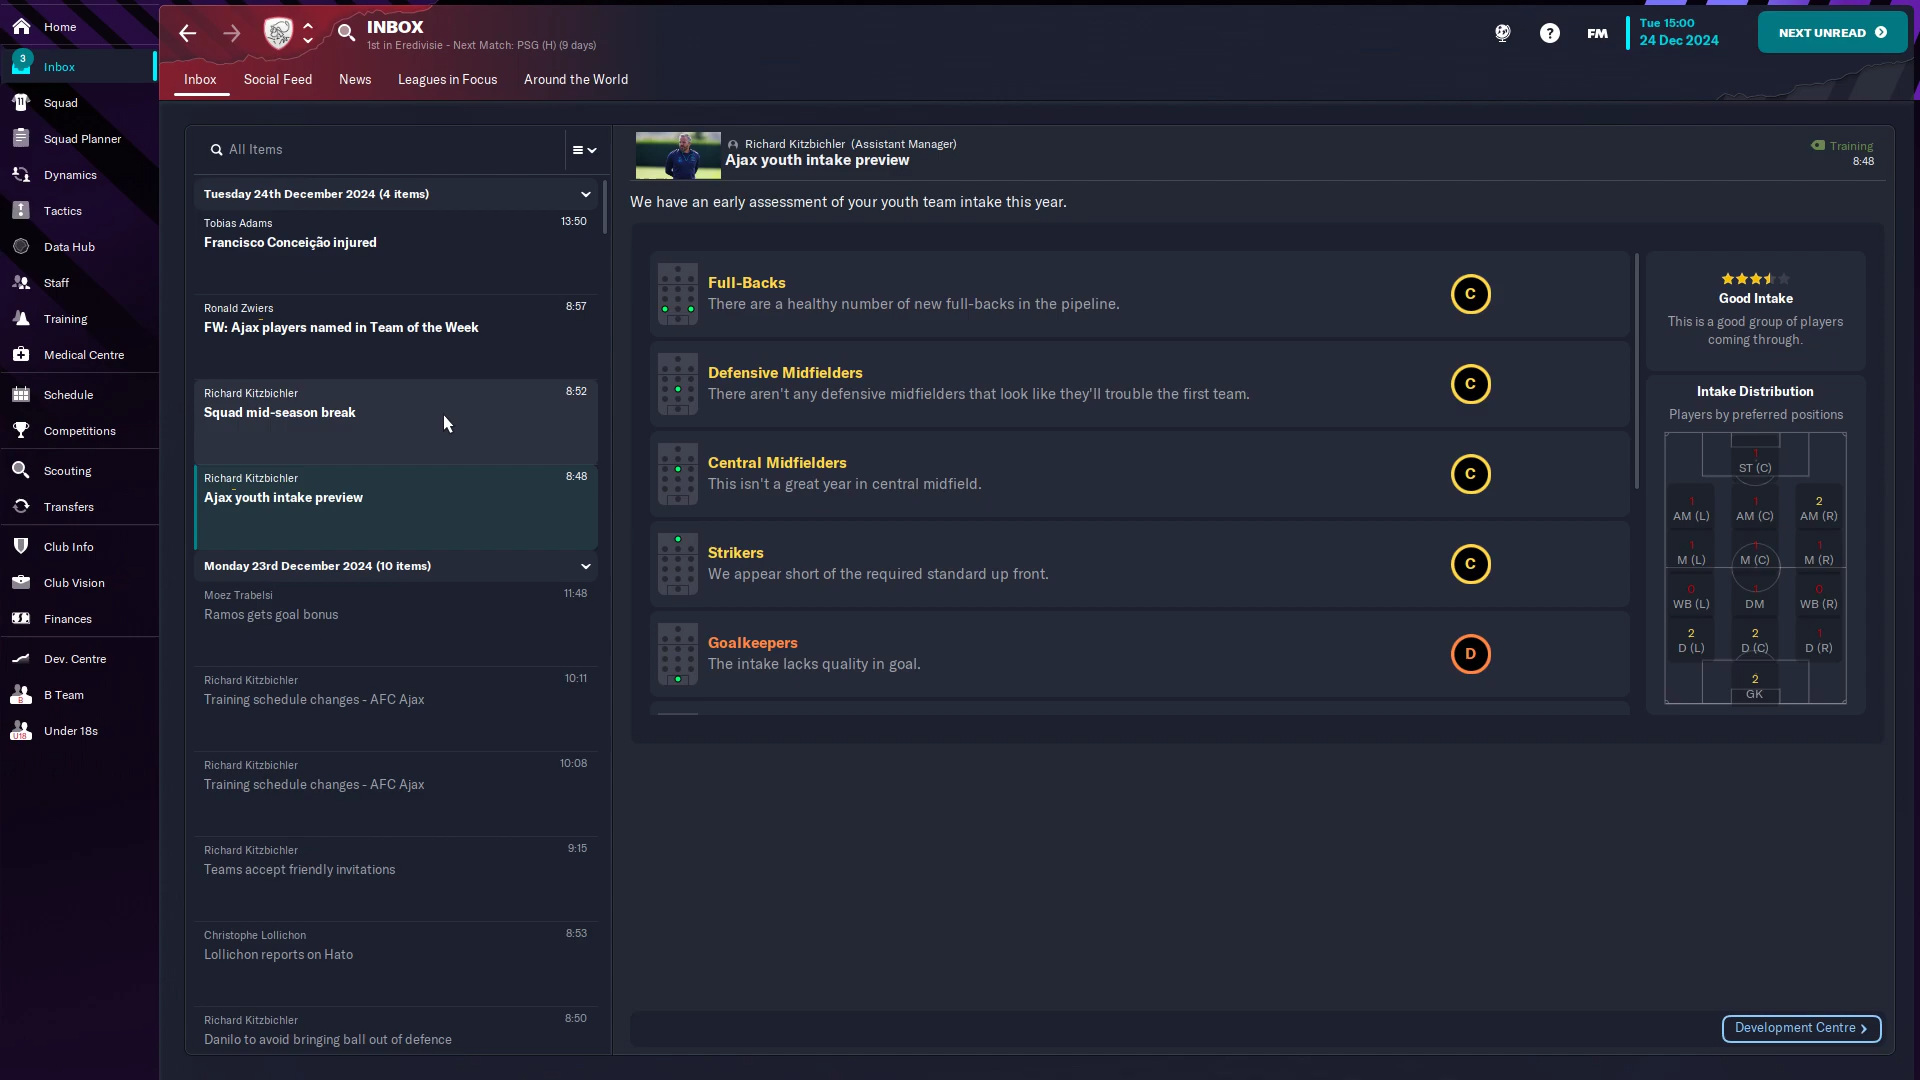 Home
3
Inbox
Squad
Squad Planner
Dynamics
Tactics
Data Hub
Staff
Training
Medical Centre
Schedule
Competitions
Scouting
Transfers
Club Info
Club Vision
Finances
Dev. Centre
B Team
Under 18s
INBOX
1st in Eredivisie - Next Match: PSG (H) (9 days)
FM
Tue 15:00
24 Dec 2024
NEXT UNREAD
Inbox Social Feed News Leagues in Focus Around the World
All Items
Tuesday 24th December 2024 (4 items)
Tobias Adams 13:50
Francisco Conceição injured
Ronald Zwiers 8:57
FW: Ajax players named in Team of the Week
Richard Kitzbichler 8:52
Squad mid-season break
Richard Kitzbichler 8:48
Ajax youth intake preview
Monday 23rd December 2024 (10 items)
Moez Trabelsi 11:48
Ramos gets goal bonus
Richard Kitzbichler 10:11
Training schedule changes - AFC Ajax
Richard Kitzbichler 10:08
Training schedule changes - AFC Ajax
Richard Kitzbichler 9:15
Teams accept friendly invitations
Christophe Lollichon 8:53
Lollichon reports on Hato
Richard Kitzbichler 8:50
Danilo to avoid bringing ball out of defence
Richard Kitzbichler (Assistant Manager)
Ajax youth intake preview
Training
8:48
We have an early assessment of your youth team intake this year.
Full-Backs
There are a healthy number of new full-backs in the pipeline.
C
Defensive Midfielders
There aren't any defensive midfielders that look like they'll trouble the first team.
C
Central Midfielders
This isn't a great year in central midfield.
C
Strikers
We appear short of the required standard up front.
C
Goalkeepers
The intake lacks quality in goal.
D
Good Intake
This is a good group of players
coming through.
Intake Distribution
Players by preferred positions
1
ST (C)
1 1 2
AM (L) AM (C) AM (R)
1 1 1
M (L) M (C) M (R)
0 1 0
WB (L) DM WB (R)
2 2 1
D (L) D (C) D (R)
2
GK
Development Centre